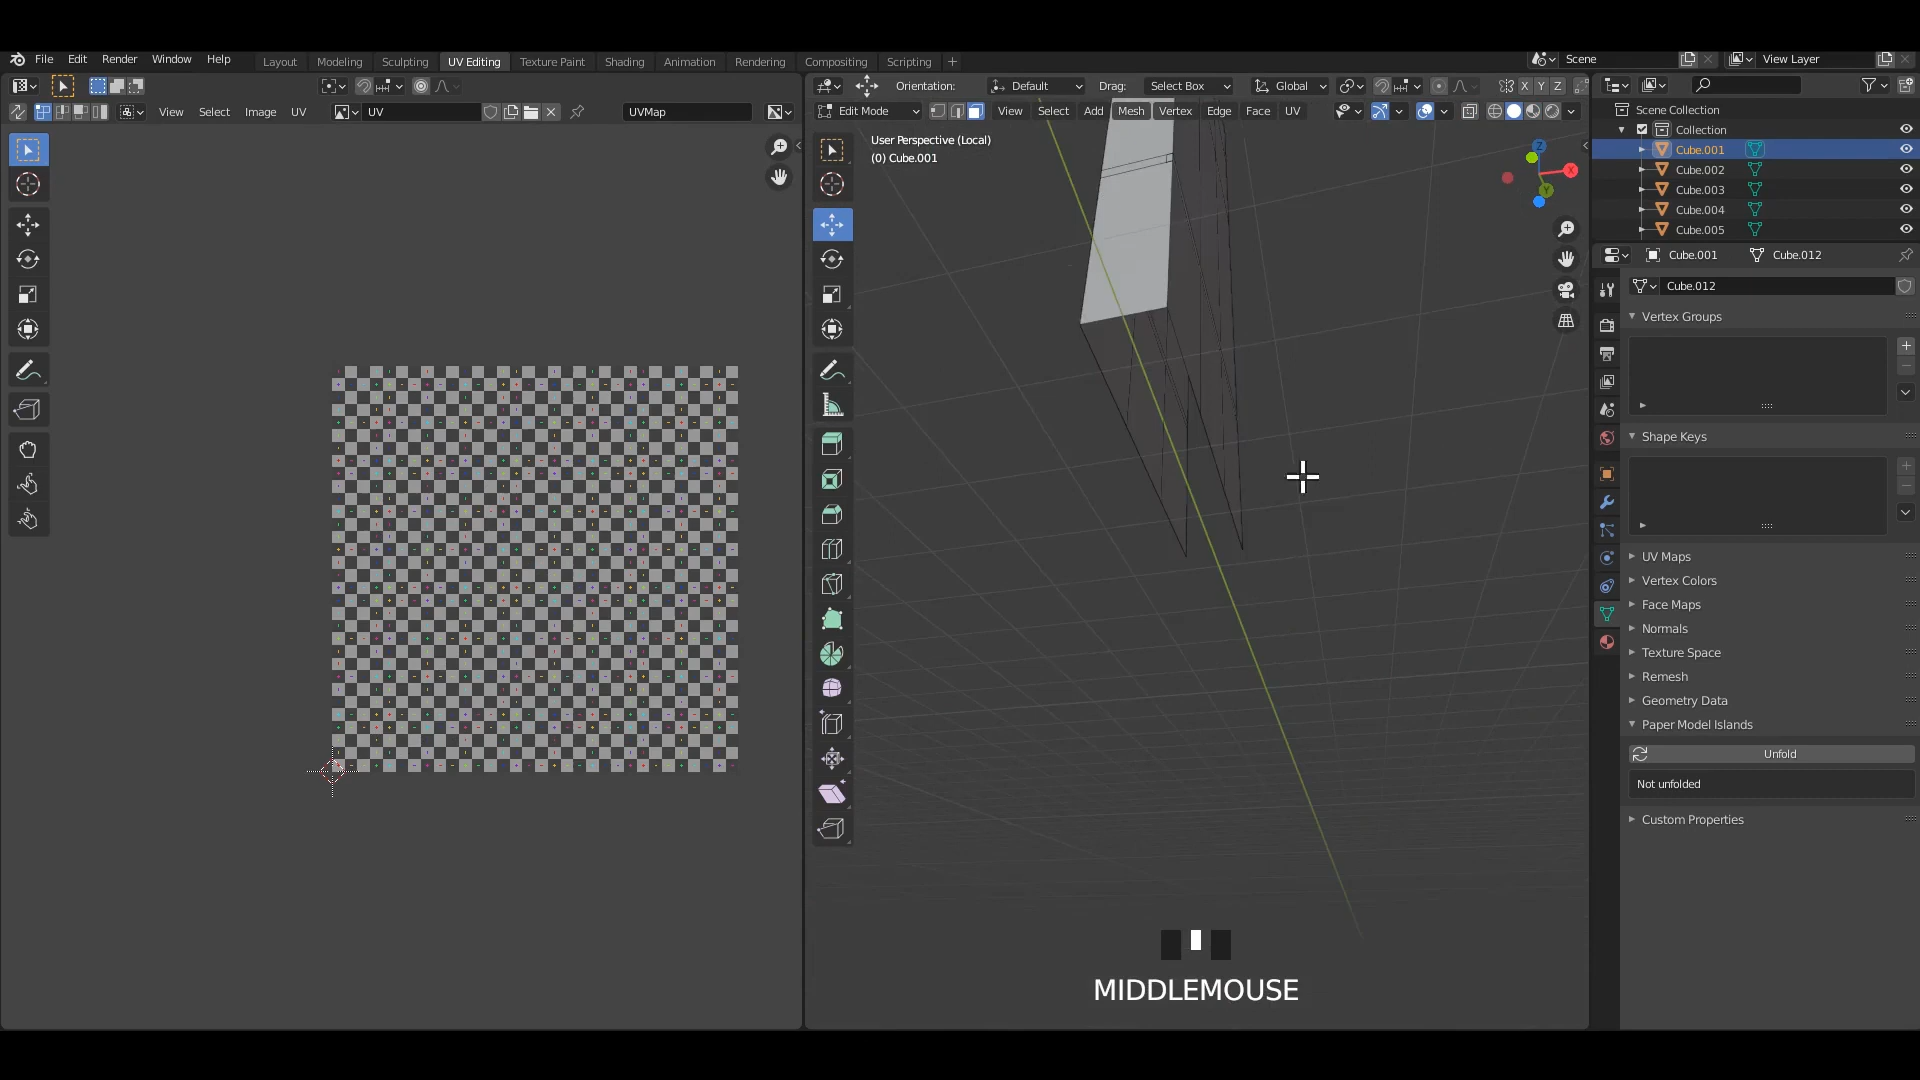 File Edit Render Window Help
Layout Modeling Sculpting UV Editing Texture Paint Shading Animation Rendering Compositing Scripting +
Scene
View Layer
Orientation: Default Drag: Select Box Global X Y Z
View Select Image UV UV UVMap
Edit Mode View Select Add Mesh Vertex Edge Face UV
User Perspective (Local)
(0) Cube.001
Z
X
Y
Scene Collection
Collection
Cube.001
Cube.002
Cube.003
Cube.004
Cube.005
Cube.001 Cube.012
Cube.012
Vertex Groups
Shape Keys
UV Maps
Vertex Colors
Face Maps
Normals
Texture Space
Remesh
Geometry Data
Paper Model Islands
Unfold
Not unfolded
Custom Properties
MIDDLEMOUSE